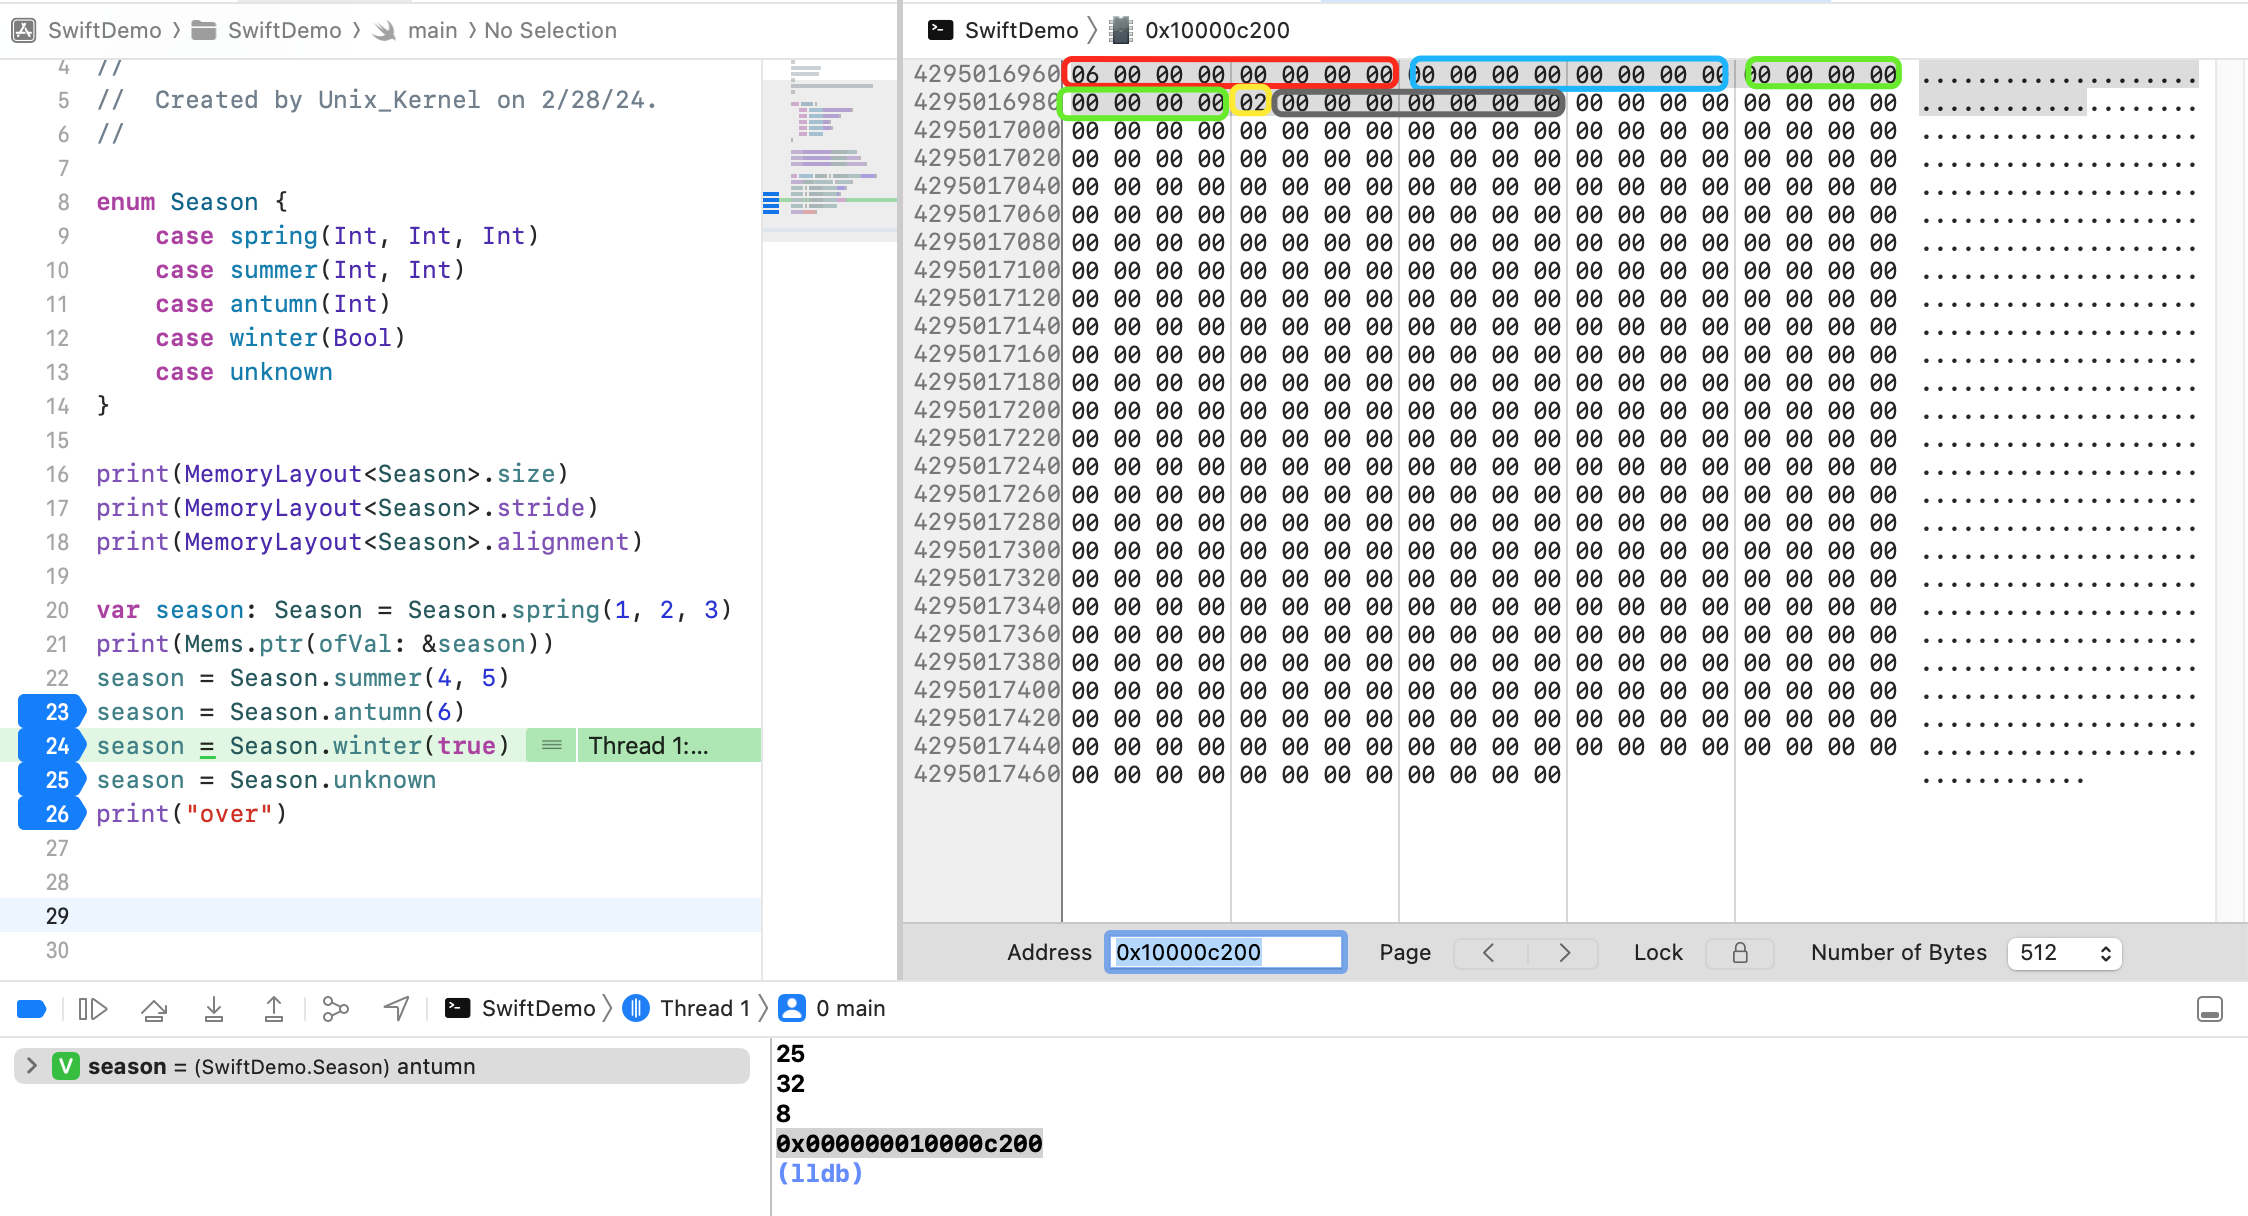 SwiftDemo 〉 SwiftDemo 〉 main 〉 No Selection
4 //
5 //  Created by Unix_Kernel on 2/28/24.
6 //
7
8 enum Season {
9     case spring(Int, Int, Int)
10     case summer(Int, Int)
11     case antumn(Int)
12     case winter(Bool)
13     case unknown
14 }
15
16 print(MemoryLayout<Season>.size)
17 print(MemoryLayout<Season>.stride)
18 print(MemoryLayout<Season>.alignment)
19
20 var season: Season = Season.spring(1, 2, 3)
21 print(Mems.ptr(ofVal: &season))
22 season = Season.summer(4, 5)
23 season = Season.antumn(6)
24 season = Season.winter(true) Thread 1:...
25 season = Season.unknown
26 print("over")
27
28
29
30
SwiftDemo 〉 0x10000c200
4295016960 06 00 00 00 00 00 00 00 00 00 00 00 00 00 00 00 00 00 00 00 ....................
4295016980 00 00 00 00 02 00 00 00 00 00 00 00 00 00 00 00 00 00 00 00 ....................
4295017000 00 00 00 00 00 00 00 00 00 00 00 00 00 00 00 00 00 00 00 00 ....................
4295017020 00 00 00 00 00 00 00 00 00 00 00 00 00 00 00 00 00 00 00 00 ....................
4295017040 00 00 00 00 00 00 00 00 00 00 00 00 00 00 00 00 00 00 00 00 ....................
4295017060 00 00 00 00 00 00 00 00 00 00 00 00 00 00 00 00 00 00 00 00 ....................
4295017080 00 00 00 00 00 00 00 00 00 00 00 00 00 00 00 00 00 00 00 00 ....................
4295017100 00 00 00 00 00 00 00 00 00 00 00 00 00 00 00 00 00 00 00 00 ....................
4295017120 00 00 00 00 00 00 00 00 00 00 00 00 00 00 00 00 00 00 00 00 ....................
4295017140 00 00 00 00 00 00 00 00 00 00 00 00 00 00 00 00 00 00 00 00 ....................
4295017160 00 00 00 00 00 00 00 00 00 00 00 00 00 00 00 00 00 00 00 00 ....................
4295017180 00 00 00 00 00 00 00 00 00 00 00 00 00 00 00 00 00 00 00 00 ....................
4295017200 00 00 00 00 00 00 00 00 00 00 00 00 00 00 00 00 00 00 00 00 ....................
4295017220 00 00 00 00 00 00 00 00 00 00 00 00 00 00 00 00 00 00 00 00 ....................
4295017240 00 00 00 00 00 00 00 00 00 00 00 00 00 00 00 00 00 00 00 00 ....................
4295017260 00 00 00 00 00 00 00 00 00 00 00 00 00 00 00 00 00 00 00 00 ....................
4295017280 00 00 00 00 00 00 00 00 00 00 00 00 00 00 00 00 00 00 00 00 ....................
4295017300 00 00 00 00 00 00 00 00 00 00 00 00 00 00 00 00 00 00 00 00 ....................
4295017320 00 00 00 00 00 00 00 00 00 00 00 00 00 00 00 00 00 00 00 00 ....................
4295017340 00 00 00 00 00 00 00 00 00 00 00 00 00 00 00 00 00 00 00 00 ....................
4295017360 00 00 00 00 00 00 00 00 00 00 00 00 00 00 00 00 00 00 00 00 ....................
4295017380 00 00 00 00 00 00 00 00 00 00 00 00 00 00 00 00 00 00 00 00 ....................
4295017400 00 00 00 00 00 00 00 00 00 00 00 00 00 00 00 00 00 00 00 00 ....................
4295017420 00 00 00 00 00 00 00 00 00 00 00 00 00 00 00 00 00 00 00 00 ....................
4295017440 00 00 00 00 00 00 00 00 00 00 00 00 00 00 00 00 00 00 00 00 ....................
4295017460 00 00 00 00 00 00 00 00 00 00 00 00 ............
Address 0x10000c200 Page Lock Number of Bytes 512
SwiftDemo 〉 Thread 1 〉 0 main
V season = (SwiftDemo.Season) antumn
25
32
8
0x000000010000c200
(lldb)